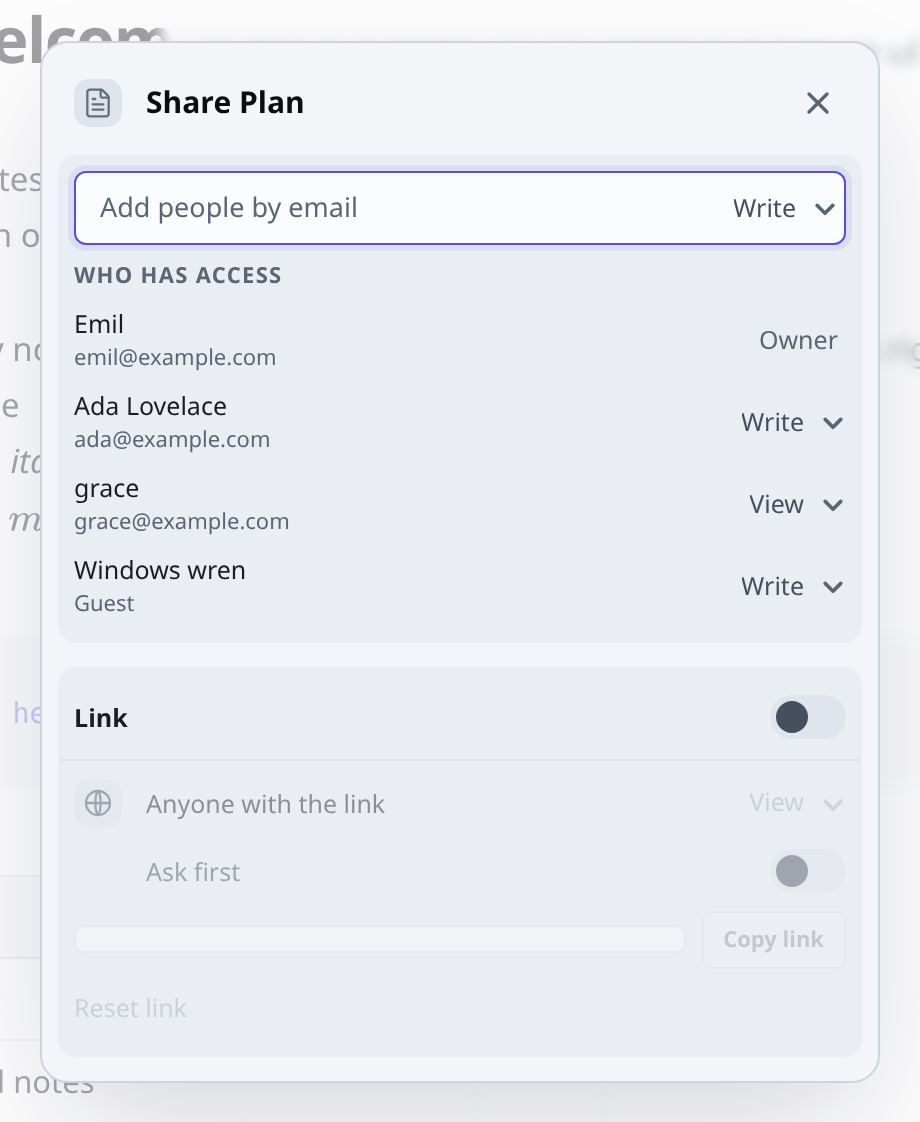 Share Plan
Add people by email
Write
WHO HAS ACCESS
Emil
emil@example.com
Owner
Ada Lovelace
ada@example.com
Write
grace
grace@example.com
View
Windows wren
Guest
Write
Link
Anyone with the link
View
Ask first
Copy link
Reset link
notes